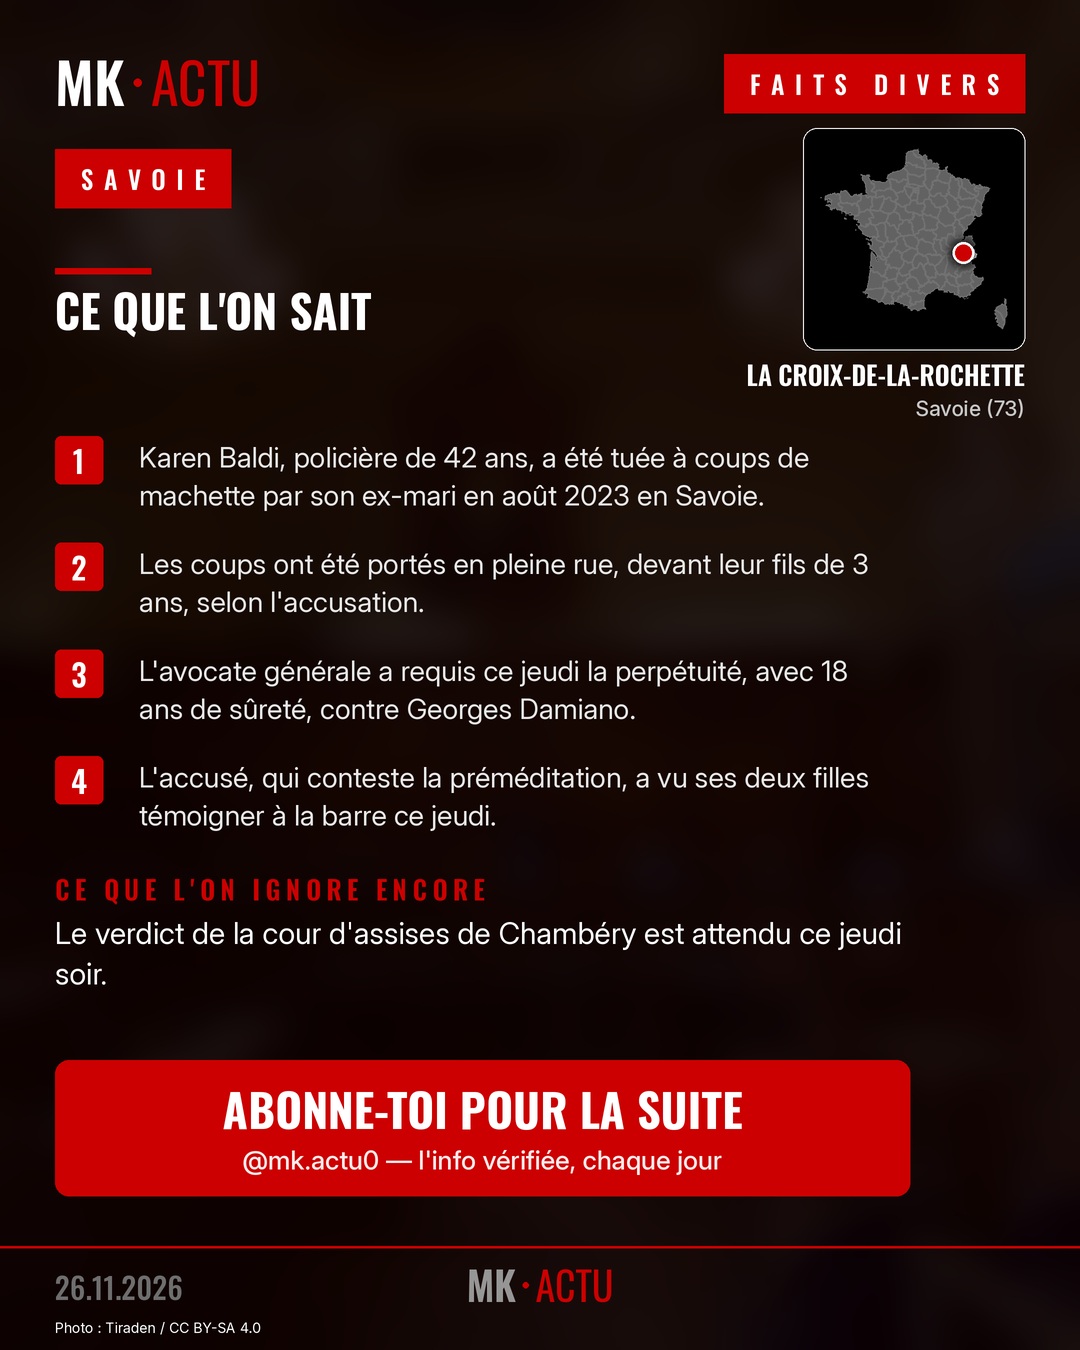 MK·ACTU
FAITS DIVERS
SAVOIE
CE QUE L'ON SAIT
LA CROIX-DE-LA-ROCHETTE
Savoie (73)
1
Karen Baldi, policière de 42 ans, a été tuée à coups de
machette par son ex-mari en août 2023 en Savoie.
2
Les coups ont été portés en pleine rue, devant leur fils de 3
ans, selon l'accusation.
3
L'avocate générale a requis ce jeudi la perpétuité, avec 18
ans de sûreté, contre Georges Damiano.
4
L'accusé, qui conteste la préméditation, a vu ses deux filles
témoigner à la barre ce jeudi.
CE QUE L'ON IGNORE ENCORE
Le verdict de la cour d'assises de Chambéry est attendu ce jeudi
soir.
ABONNE-TOI POUR LA SUITE
@mk.actu0 — l'info vérifiée, chaque jour
26.11.2026
MK·ACTU
Photo : Tiraden / CC BY-SA 4.0